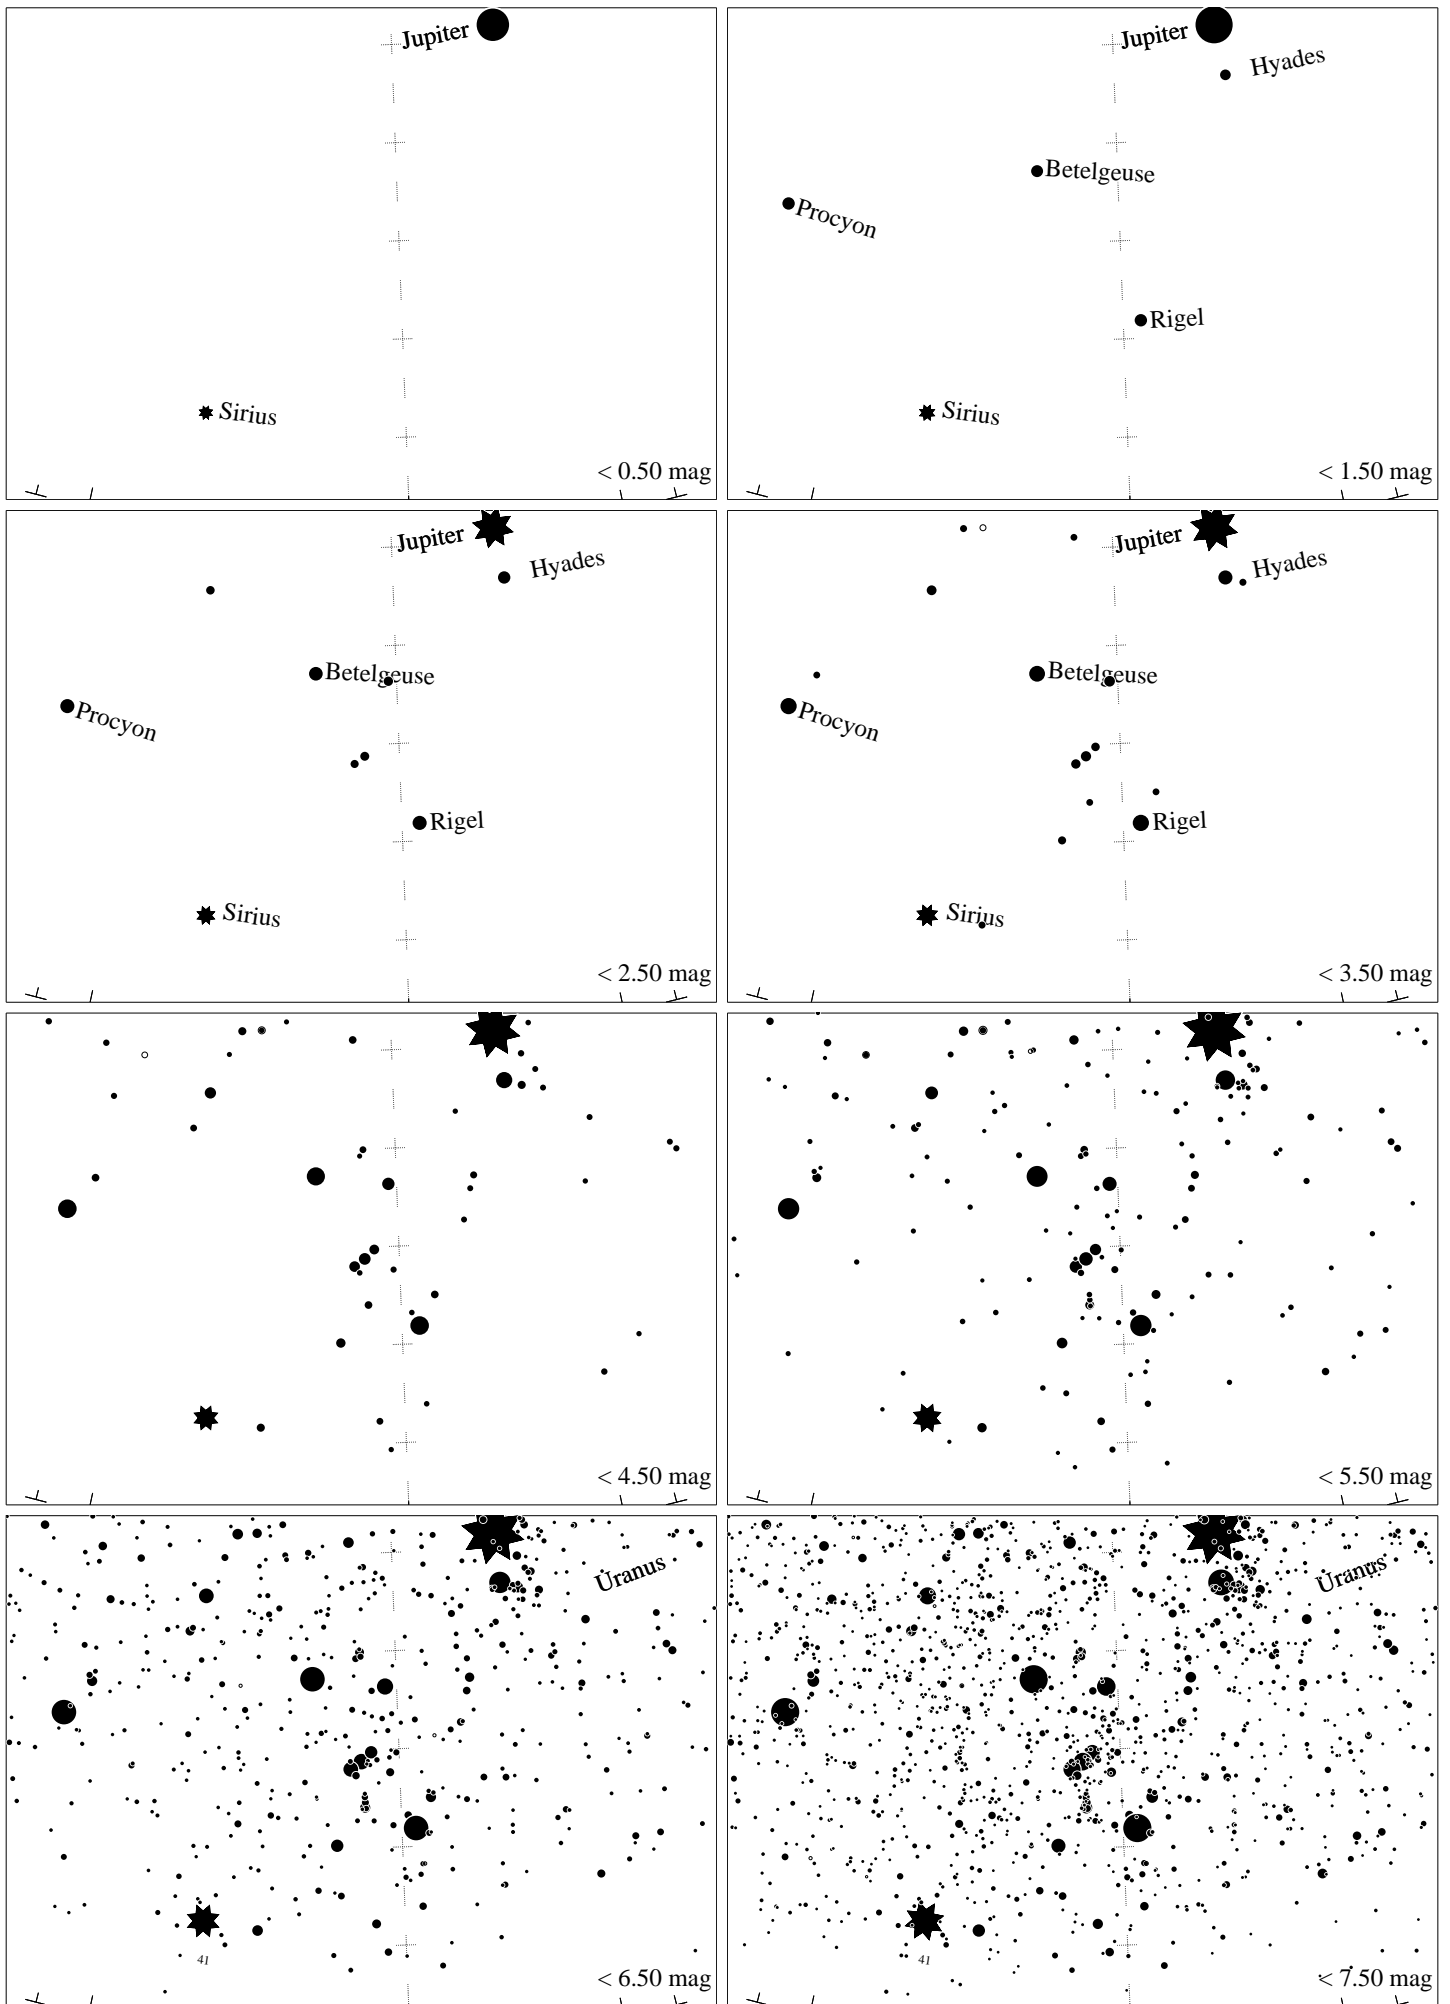 Jupiter
Sirius
< 0.50 mag
Jupiter
Hyades
Betelgeuse
Procyon
Rigel
Sirius
< 1.50 mag
Jupiter
Hyades
Betelgeuse
Procyon
Rigel
Sirius
< 2.50 mag
Jupiter
Hyades
Betelgeuse
Procyon
Rigel
Sirius
< 3.50 mag
< 4.50 mag
< 5.50 mag
Uranus
41
< 6.50 mag
Uranus
41
< 7.50 mag